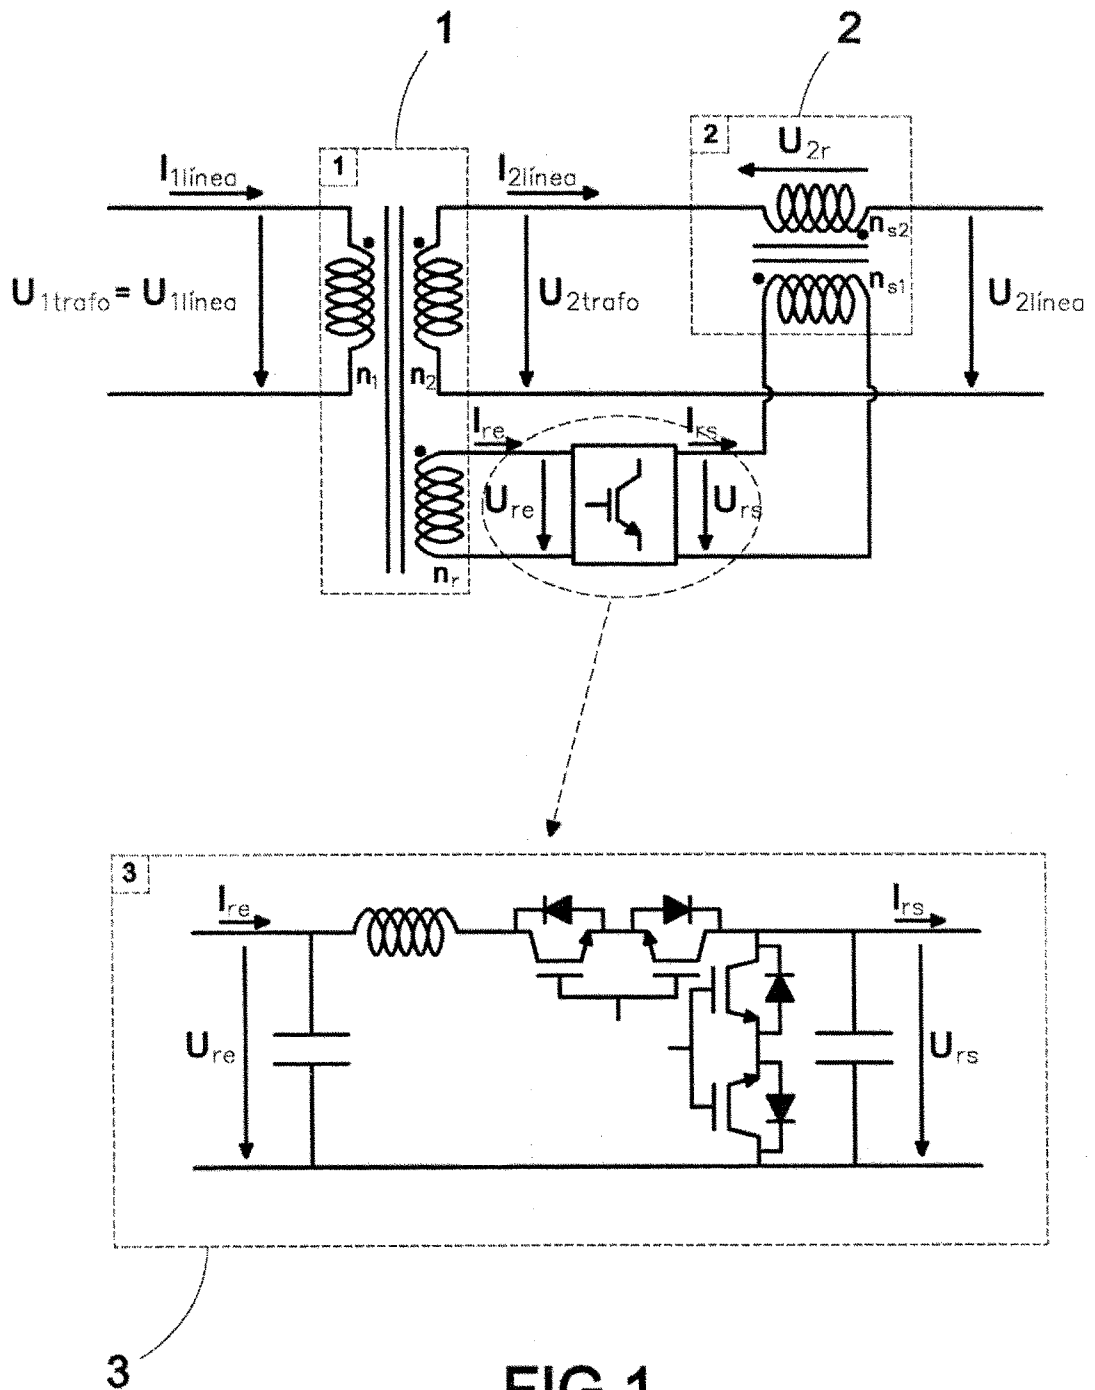 1
2
1
2
U2r
I1línea
I2línea
ns2
ns1
U1trafo = U1línea
U2trafo
U2línea
n1
n2
Ire
Irs
Ure
Urs
nr
3
Ire
Irs
Ure
Urs
3
FIG.1